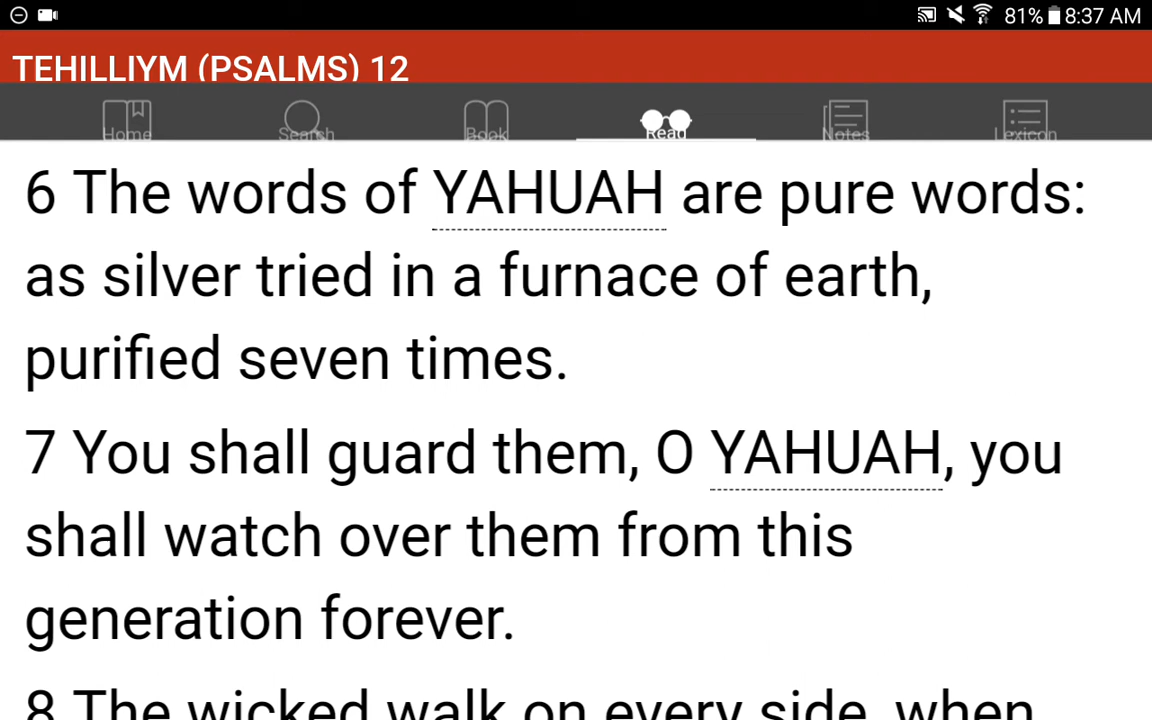 81% 8:37 AM
TEHILLIYM (PSALMS) 12
Home Search Book Read Notes Lexicon
6 The words of YAHUAH are pure words:
as silver tried in a furnace of earth,
purified seven times.
7 You shall guard them, O YAHUAH, you
shall watch over them from this
generation forever.
8 The wicked walk on every side, when